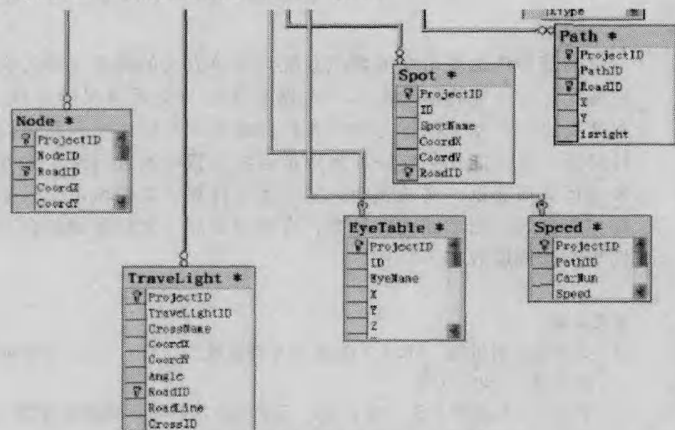 Type
Path *
ProjectID
PathID
RoadID
X
Y
isright
Spot *
ProjectID
ID
SpotName
CoordX
CoordY
RoadID
Node *
ProjectID
NodeID
RoadID
CoordX
CoordY
EyeTable *
ProjectID
ID
EyeName
X
Y
Z
Speed *
ProjectID
PathID
CarNum
Speed
TraveLight *
ProjectID
TraveLightID
CrossName
CoordX
CoordY
Angle
RoadID
RoadLine
CrossID